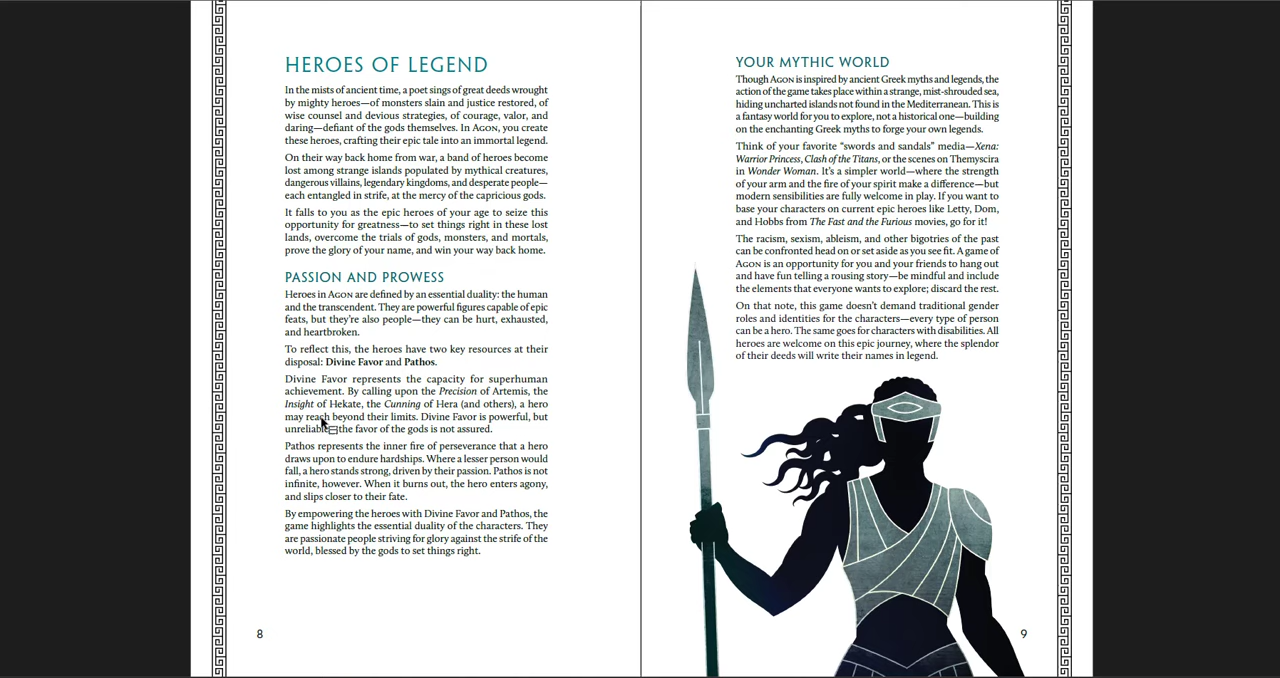 HEROES OF LEGEND
In the mists of ancient time, a poet sings of great deeds wrought
by mighty heroes—of monsters slain and justice restored, of
wise counsel and devious strategies, of courage, valor, and
daring—defiant of the gods themselves. In AGON, you create
these heroes, crafting their epic tale into an immortal legend.
On their way back home from war, a band of heroes become
lost among strange islands populated by mythical creatures,
dangerous villains, legendary kingdoms, and desperate people—
each entangled in strife, at the mercy of the capricious gods.
It falls to you as the epic heroes of your age to seize this
opportunity for greatness—to set things right in these lost
lands, overcome the trials of gods, monsters, and mortals,
prove the glory of your name, and win your way back home.
PASSION AND PROWESS
Heroes in AGON are defined by an essential duality: the human
and the transcendent. They are powerful figures capable of epic
feats, but they're also people—they can be hurt, exhausted,
and heartbroken.
To reflect this, the heroes have two key resources at their
disposal: Divine Favor and Pathos.
Divine Favor represents the capacity for superhuman
achievement. By calling upon the Precision of Artemis, the
Insight of Hekate, the Cunning of Hera (and others), a hero
may reach beyond their limits. Divine Favor is powerful, but
unreliable—the favor of the gods is not assured.
Pathos represents the inner fire of perseverance that a hero
draws upon to endure hardships. Where a lesser person would
fall, a hero stands strong, driven by their passion. Pathos is not
infinite, however. When it burns out, the hero enters agony,
and slips closer to their fate.
By empowering the heroes with Divine Favor and Pathos, the
game highlights the essential duality of the characters. They
are passionate people striving for glory against the strife of the
world, blessed by the gods to set things right.
8
YOUR MYTHIC WORLD
Though AGON is inspired by ancient Greek myths and legends, the
action of the game takes place within a strange, mist-shrouded sea,
hiding uncharted islands not found in the Mediterranean. This is
a fantasy world for you to explore, not a historical one—building
on the enchanting Greek myths to forge your own legends.
Think of your favorite “swords and sandals” media—Xena:
Warrior Princess, Clash of the Titans, or the scenes on Themyscira
in Wonder Woman. It's a simpler world—where the strength
of your arm and the fire of your spirit make a difference—but
modern sensibilities are fully welcome in play. If you want to
base your characters on current epic heroes like Letty, Dom,
and Hobbs from The Fast and the Furious movies, go for it!
The racism, sexism, ableism, and other bigotries of the past
can be confronted head on or set aside as you see fit. A game of
AGON is an opportunity for you and your friends to hang out
and have fun telling a rousing story—be mindful and include
the elements that everyone wants to explore; discard the rest.
On that note, this game doesn't demand traditional gender
roles and identities for the characters—every type of person
can be a hero. The same goes for characters with disabilities. All
heroes are welcome on this epic journey, where the splendor
of their deeds will write their names in legend.
9